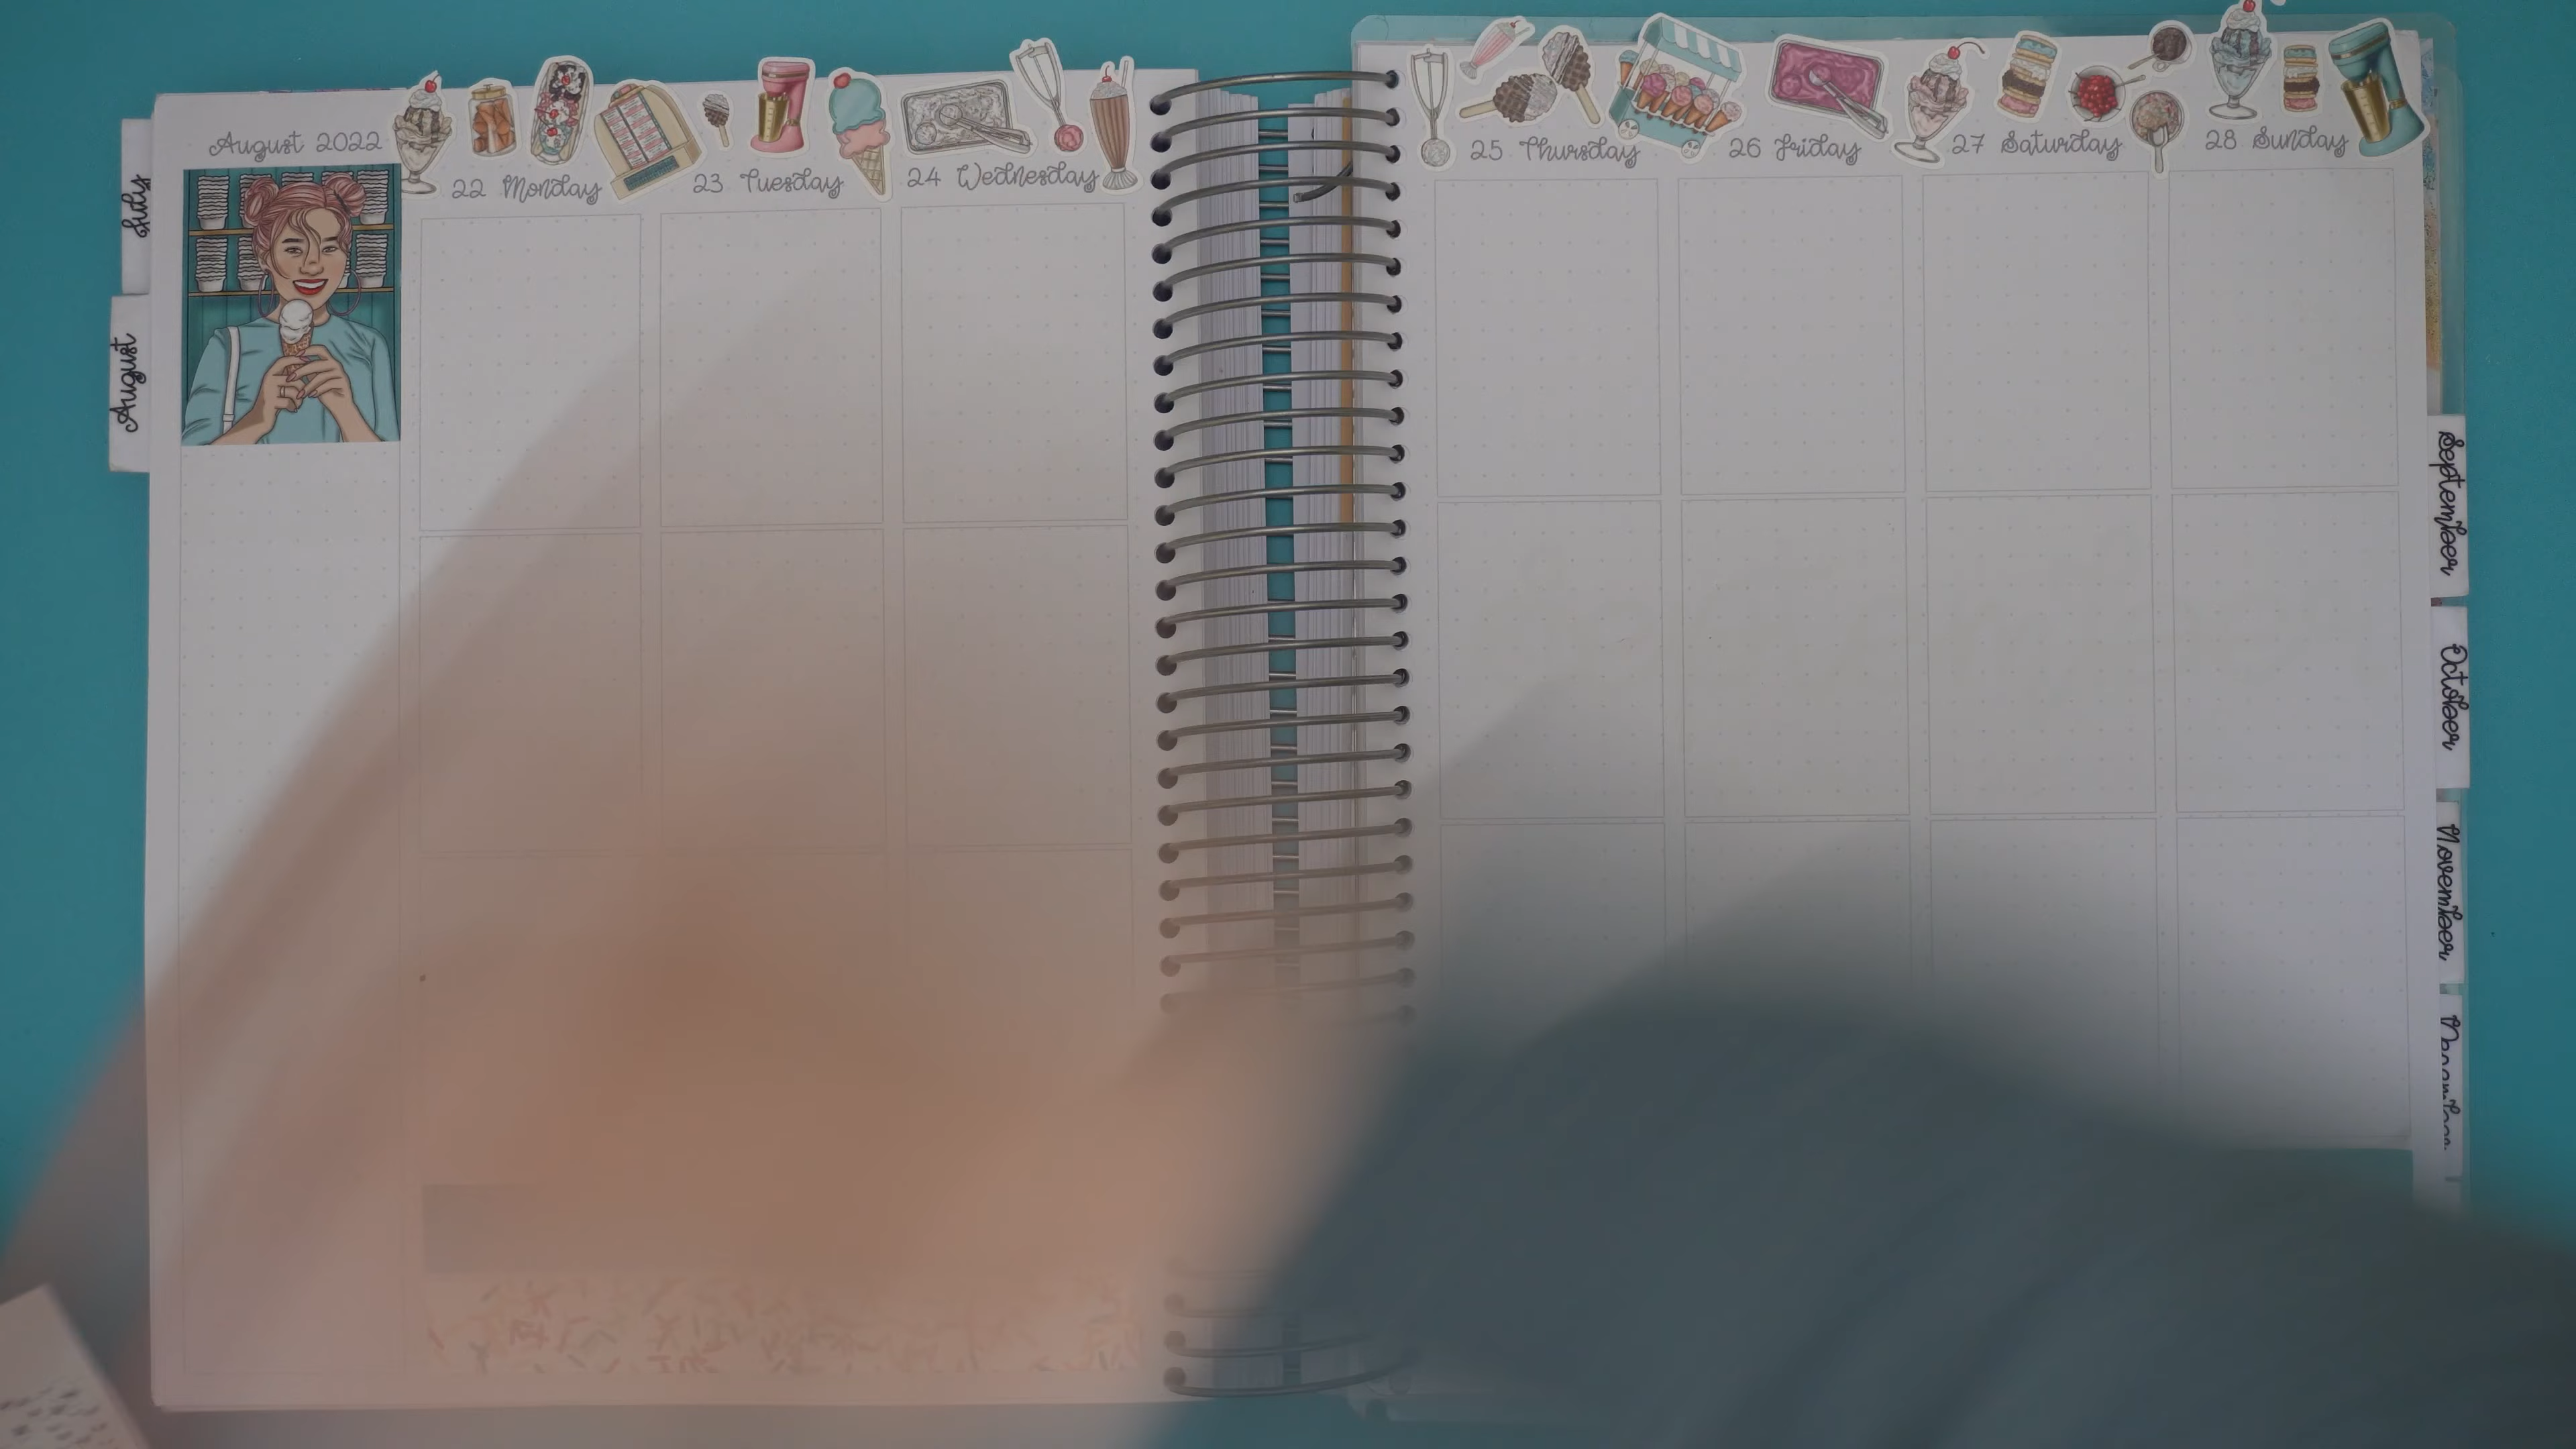 August 2022
22 Monday
23 Tuesday
24 Wednesday
25 Thursday
26 Friday
27 Saturday
28 Sunday
July
August
September
October
November